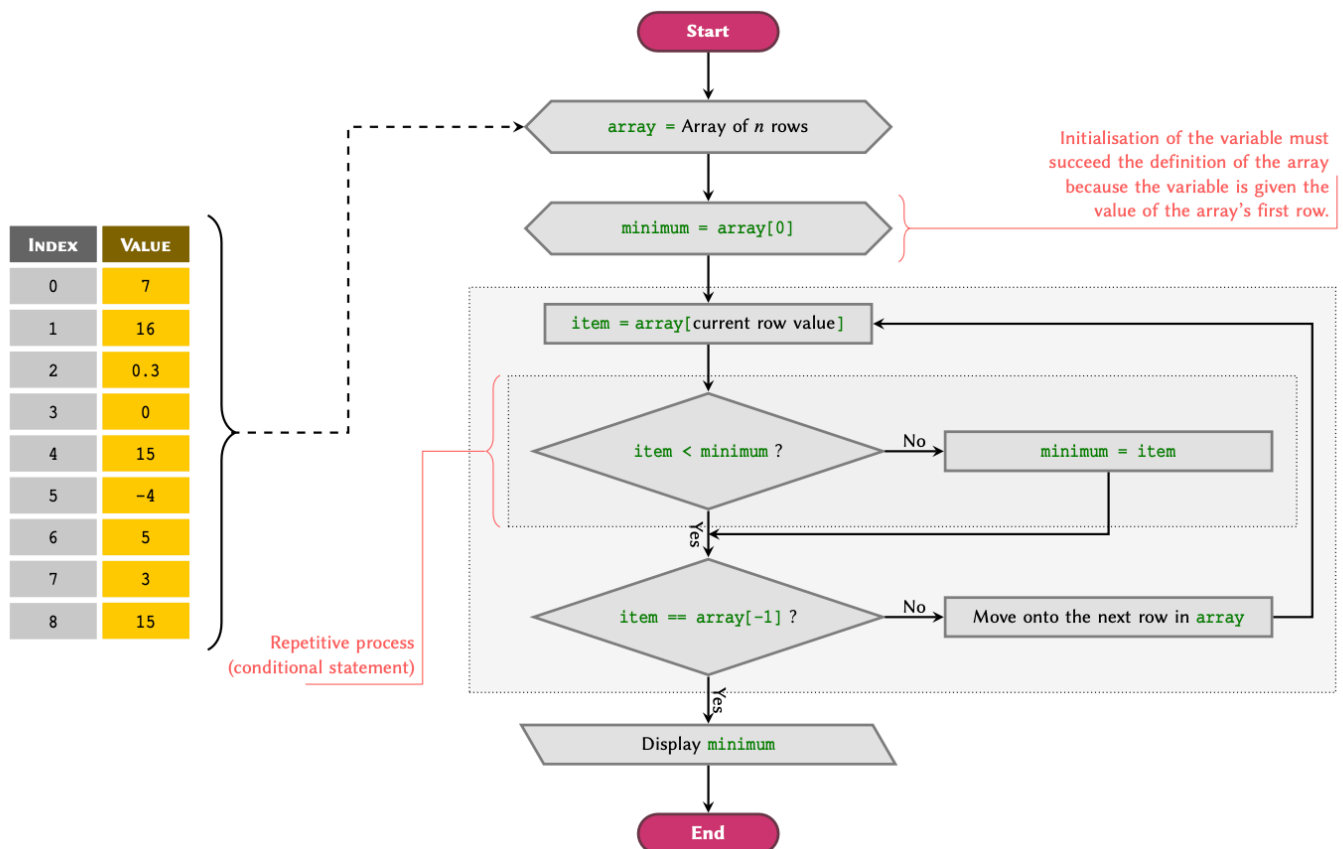 Start
array = Array of n rows
Initialisation of the variable must
succeed the definition of the array
because the variable is given the
value of the array's first row.
minimum = array[0]
INDEX VALUE
0 7
1 16
2 0.3
3 0
4 15
5 -4
6 5
7 3
8 15
item = array[current row value]
item < minimum ?
No
minimum = item
Yes
item == array[-1] ?
No
Move onto the next row in array
Repetitive process
(conditional statement)
Yes
Display minimum
End